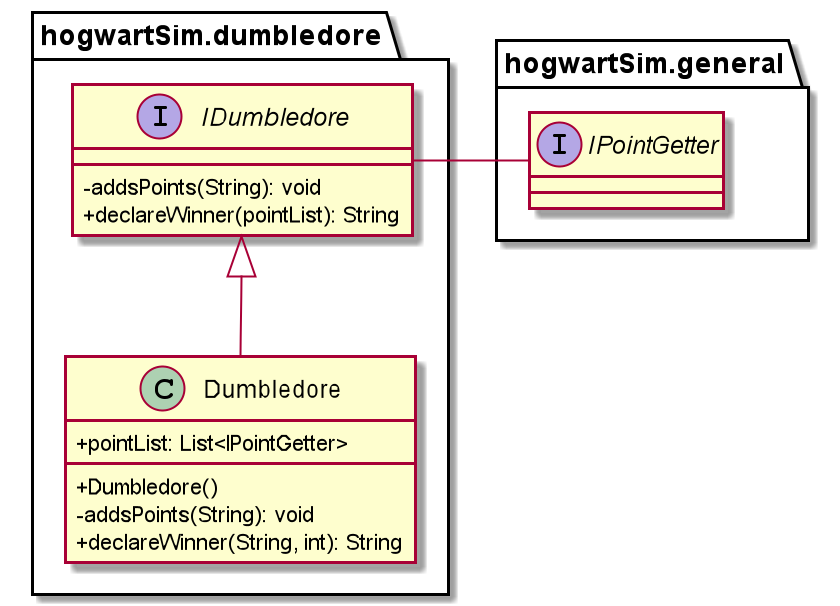 hogwartSim.dumbledore
I IDumbledore
-addsPoints(String): void
+declareWinner(pointList): String
hogwartSim.general
I IPointGetter
C Dumbledore
+pointList: List<IPointGetter>
+Dumbledore()
-addsPoints(String): void
+declareWinner(String, int): String